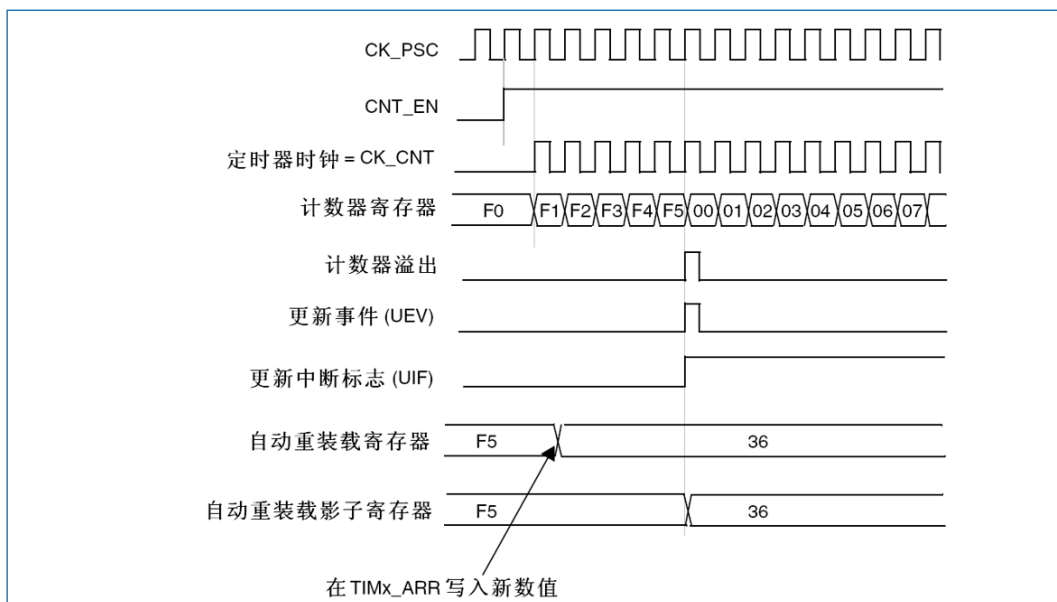 CK_PSC
CNT_EN
定时器时钟 = CK_CNT
计数器寄存器 F0 F1 F2 F3 F4 F5 00 01 02 03 04 05 06 07
计数器溢出
更新事件 (UEV)
更新中断标志 (UIF)
自动重装载寄存器 F5 36
自动重装载影子寄存器 F5 36
在 TIMx_ARR 写入新数值